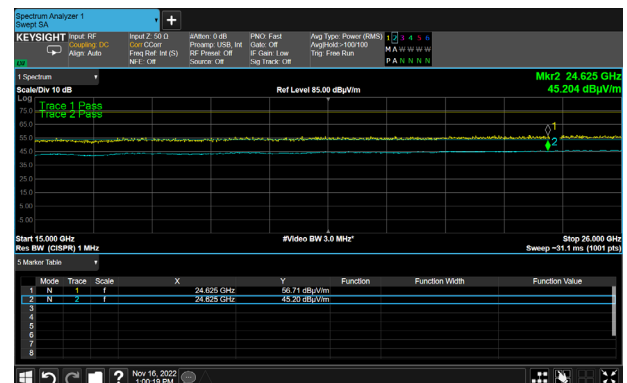 Spectrum Analyzer 1
Swept SA
KEYSIGHT Input: RF Input Z: 50 Ω #Atten: 0 dB PNO: Fast Avg Type: Power (RMS) 1 2 3 4 5 6
Coupling: DC Corr CCorr Preamp: USB, Int Gate: Off Avg|Hold:>100/100 M A W W W W
Align: Auto Freq Ref: Int (S) RF Presel: Off IF Gain: Low Trig: Free Run
NFE: Off Source: Off Sig Track: Off P A N N N N
1 Spectrum Mkr2 24.625 GHz
Scale/Div 10 dB Ref Level 85.00 dBµV/m 45.204 dBµV/m
Log
Trace 1 Pass
75.0
Trace 2 Pass
65.0
1
55.0
2
45.0
35.0
25.0
15.0
5.00
-5.00
Start 15.000 GHz #Video BW 3.0 MHz* Stop 26.000 GHz
Res BW (CISPR) 1 MHz Sweep ~31.1 ms (1001 pts)
5 Marker Table
Mode Trace Scale X Y Function Function Width Function Value
1 N 1 f 24.625 GHz 56.71 dBµV/m
2 N 2 f 24.625 GHz 45.20 dBµV/m
3
4
5
6
7
8
? Nov 16, 2022
1:00:19 PM